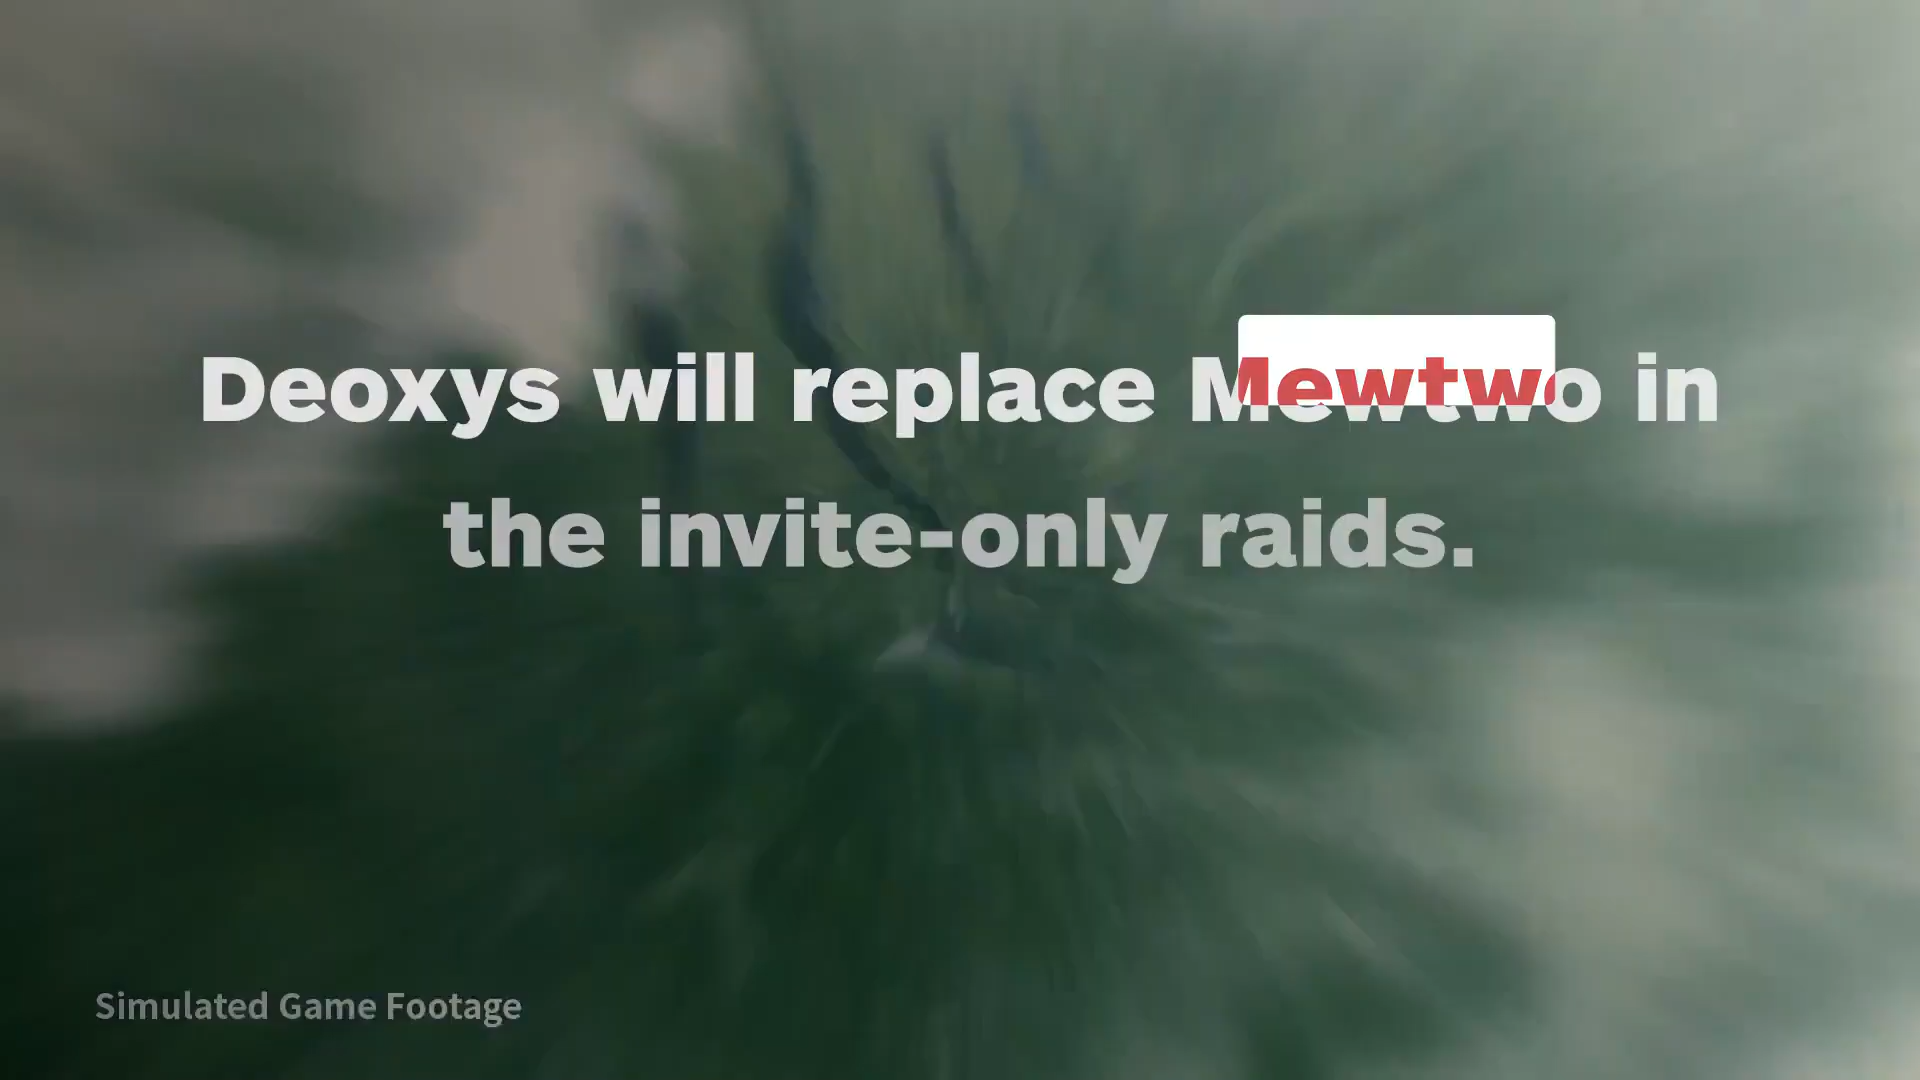 Deoxys will replace Mewtwo in
the invite-only raids.
Simulated Game Footage